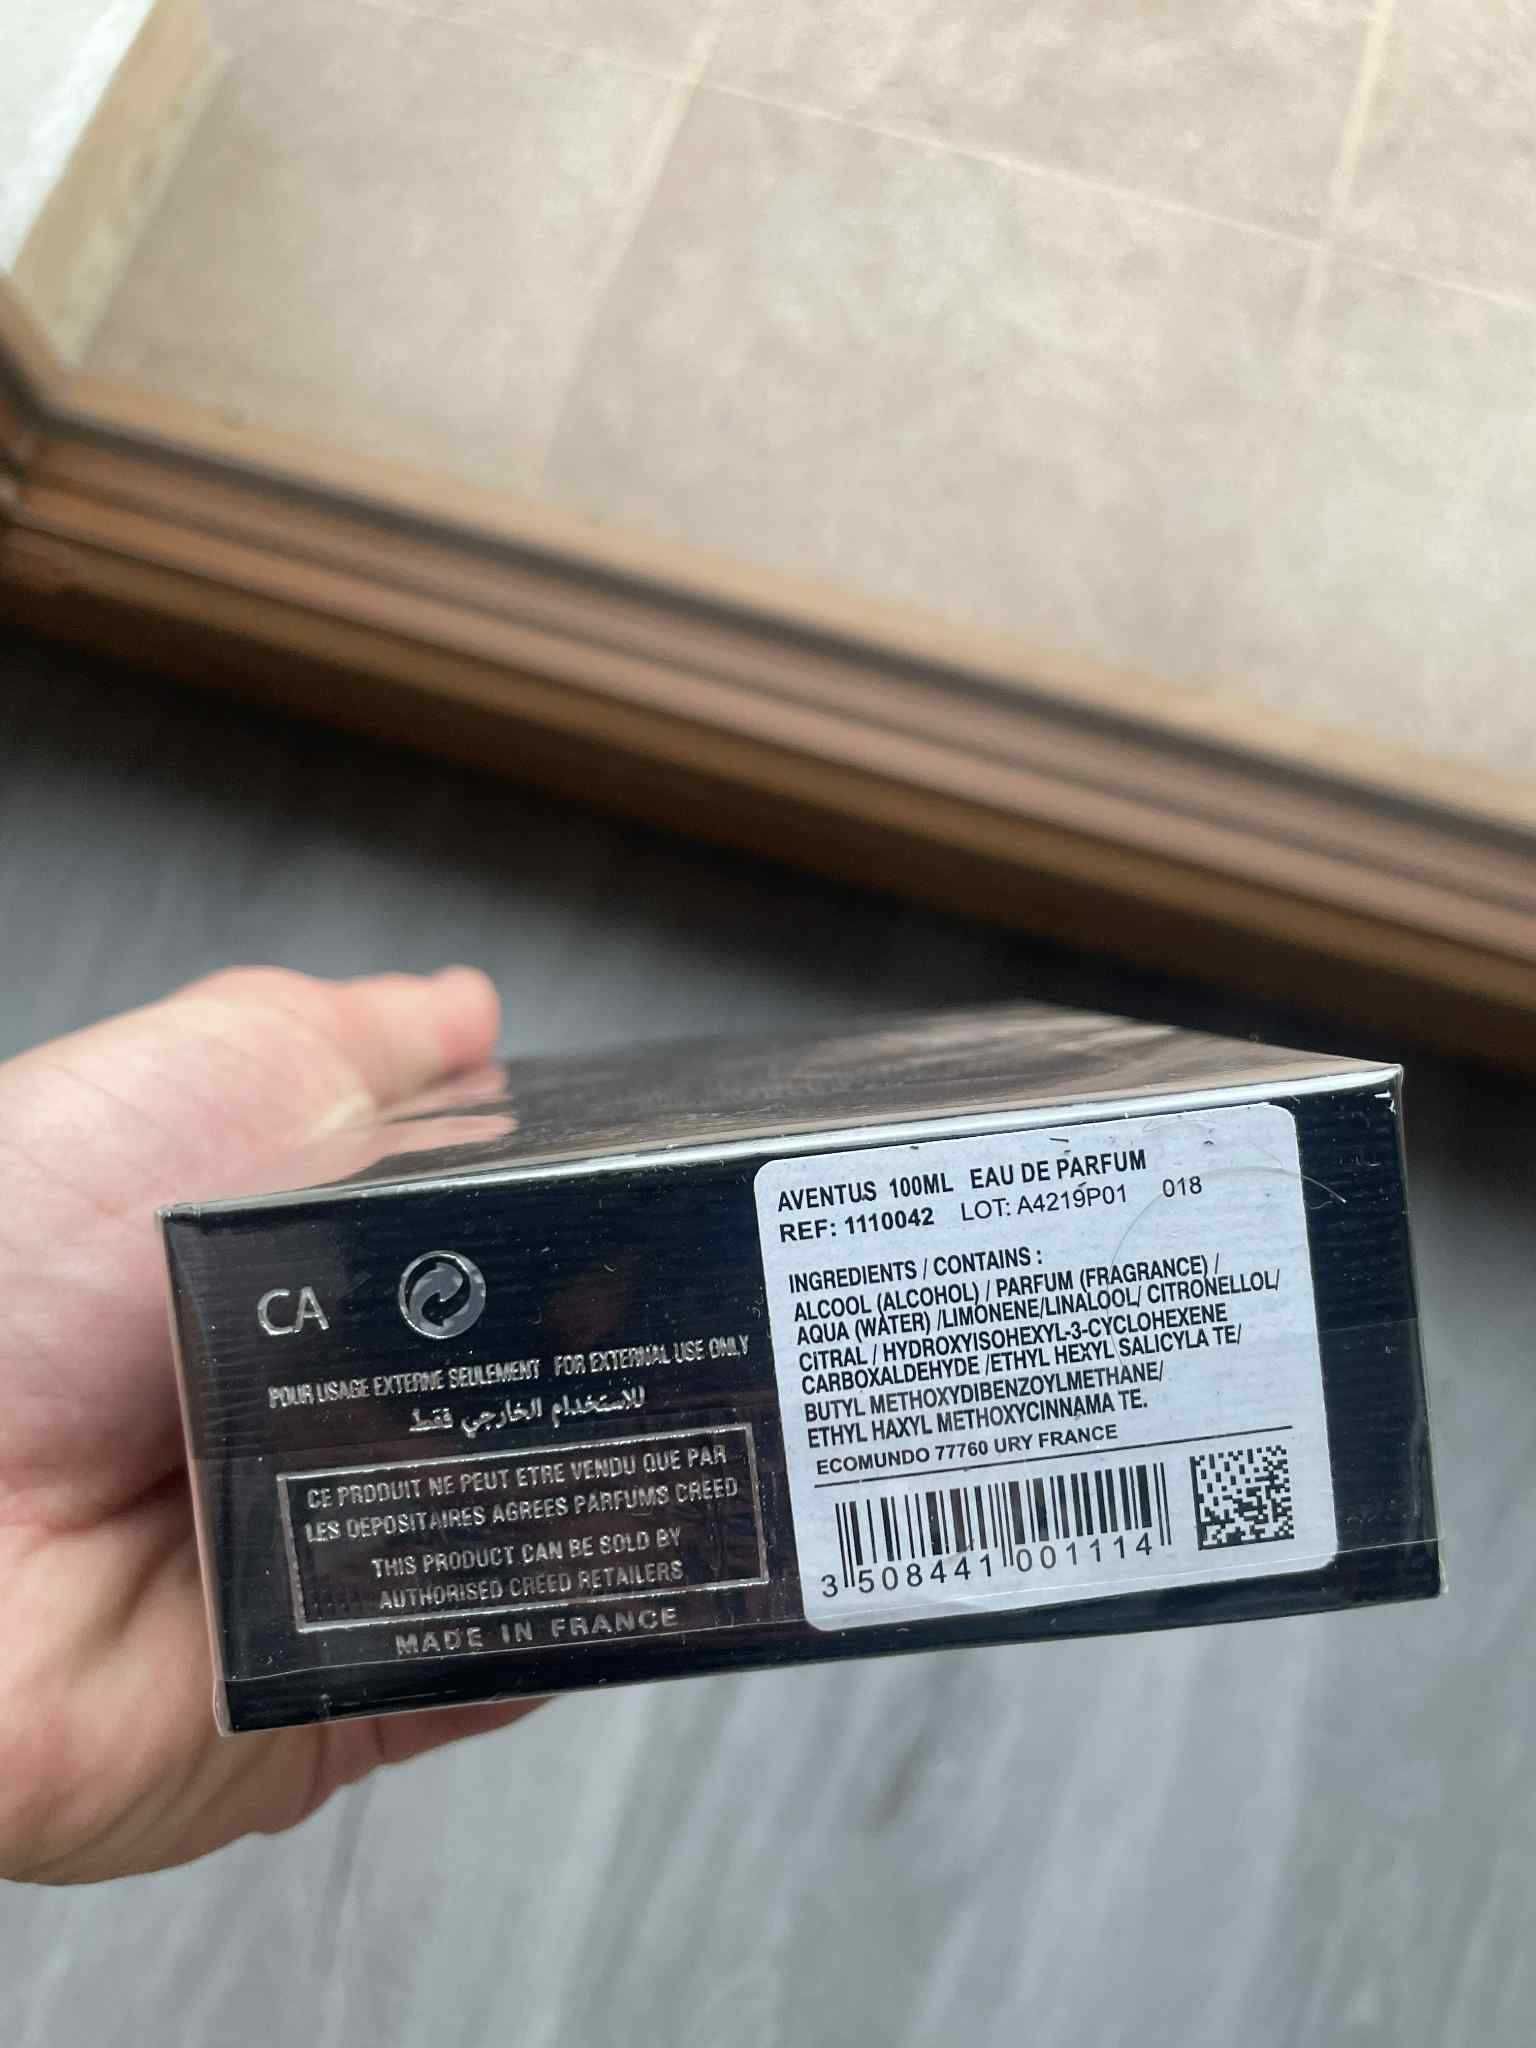 CA
POUR USAGE EXTERNE SEULEMENT FOR EXTERNAL USE ONLY
للاستخدام الخارجي فقط
CE PRODUIT NE PEUT ETRE VENDU QUE PAR
LES DEPOSITAIRES AGREES PARFUMS CREED
THIS PRODUCT CAN BE SOLD BY
AUTHORISED CREED RETAILERS
MADE IN FRANCE
AVENTUS 100ML EAU DE PARFUM
REF: 1110042 LOT: A4219P01 018
INGREDIENTS / CONTAINS :
ALCOOL (ALCOHOL) / PARFUM (FRAGRANCE) /
AQUA (WATER) /LIMONENE/LINALOOL/ CITRONELLOL/
CITRAL / HYDROXYISOHEXYL-3-CYCLOHEXENE
CARBOXALDEHYDE /ETHYL HEXYL SALICYLA TE/
BUTYL METHOXYDIBENZOYLMETHANE/
ETHYL HAXYL METHOXYCINNAMA TE.
ECOMUNDO 77760 URY FRANCE
3 508441 001114